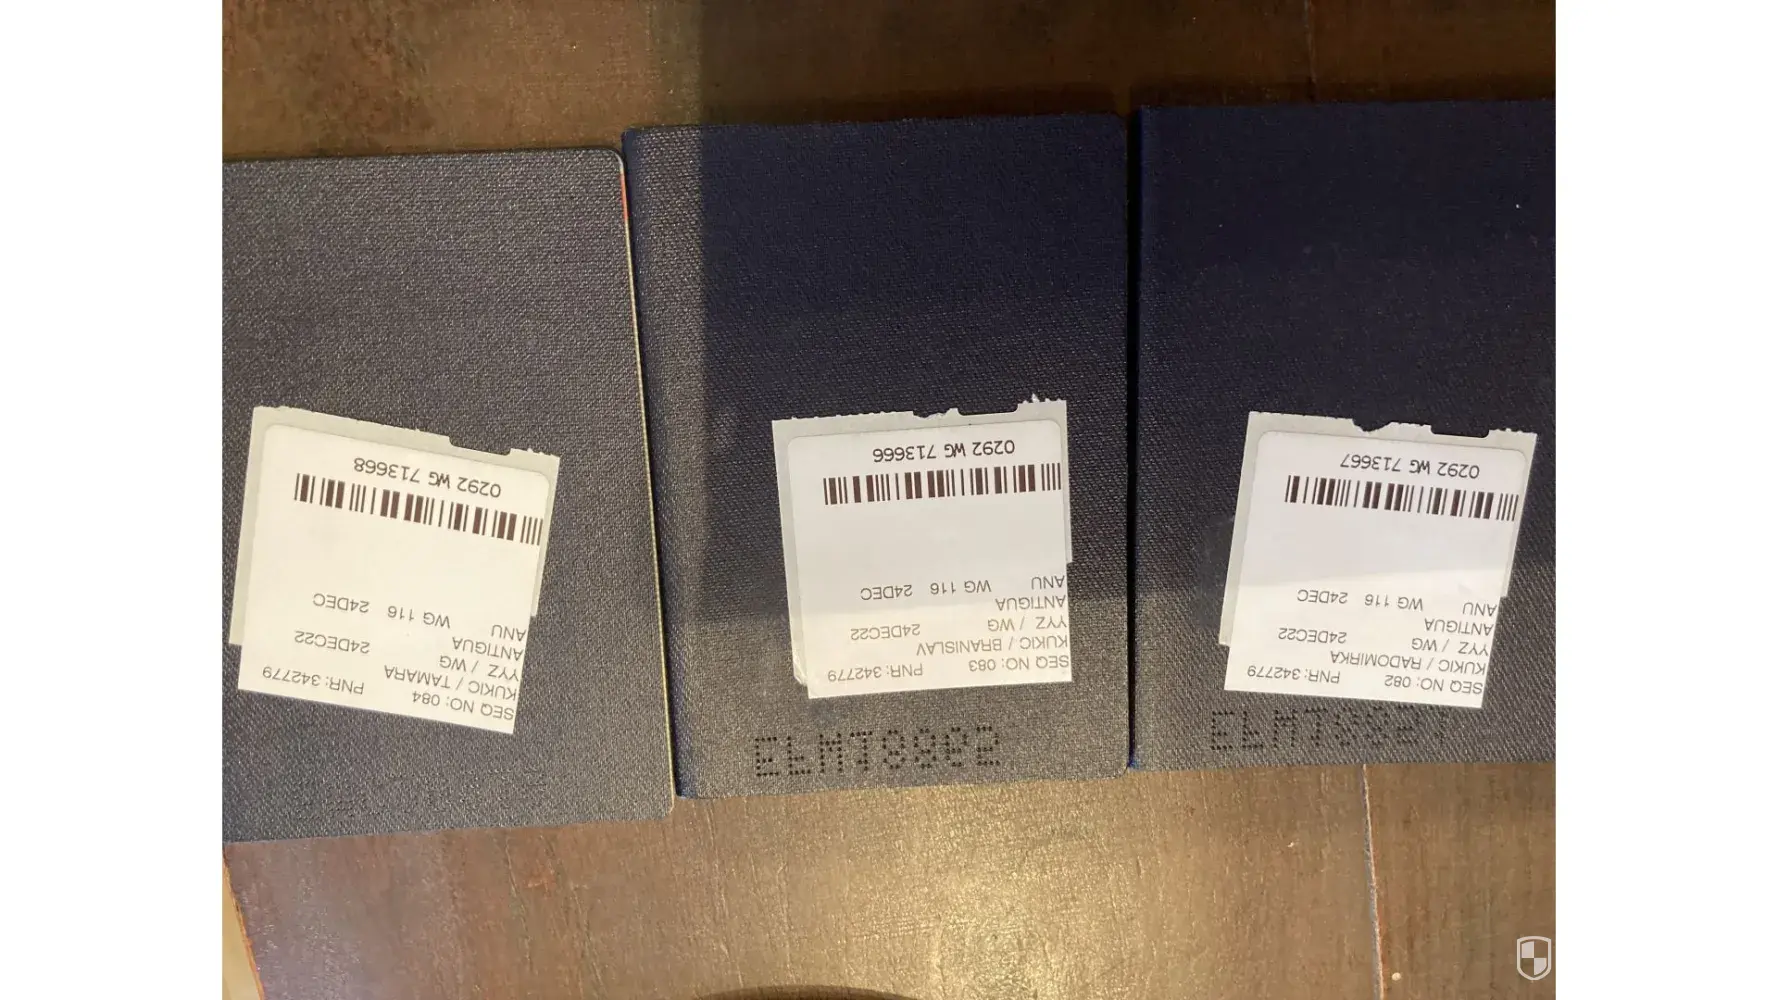 SEQ NO: 084
KUKIC / TAMARA PNR: 342779
YYZ / WG
ANTIGUA 24DEC22
ANU WG 116 24DEC
0292 WG 713668
SEQ NO: 083 PNR: 342779
KUKIC / BRANISLAV
YYZ / WG 24DEC22
ANTIGUA
ANU WG 116 24DEC
0292 WG 713666
SEQ NO: 082 PNR: 342779
KUKIC / RADOMIRKA
YYZ / WG 24DEC22
ANTIGUA
ANU WG 116 24DEC
0292 WG 713667